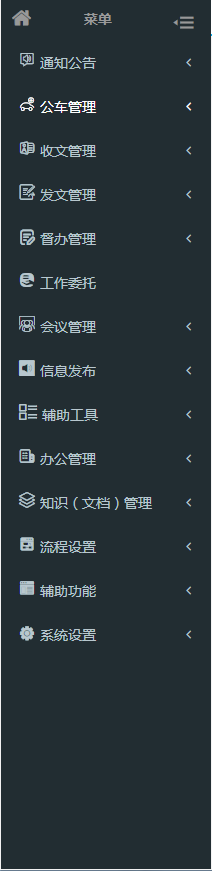 菜单
通知公告
公车管理
收文管理
发文管理
督办管理
工作委托
会议管理
信息发布
辅助工具
办公管理
知识（文档）管理
流程设置
辅助功能
系统设置